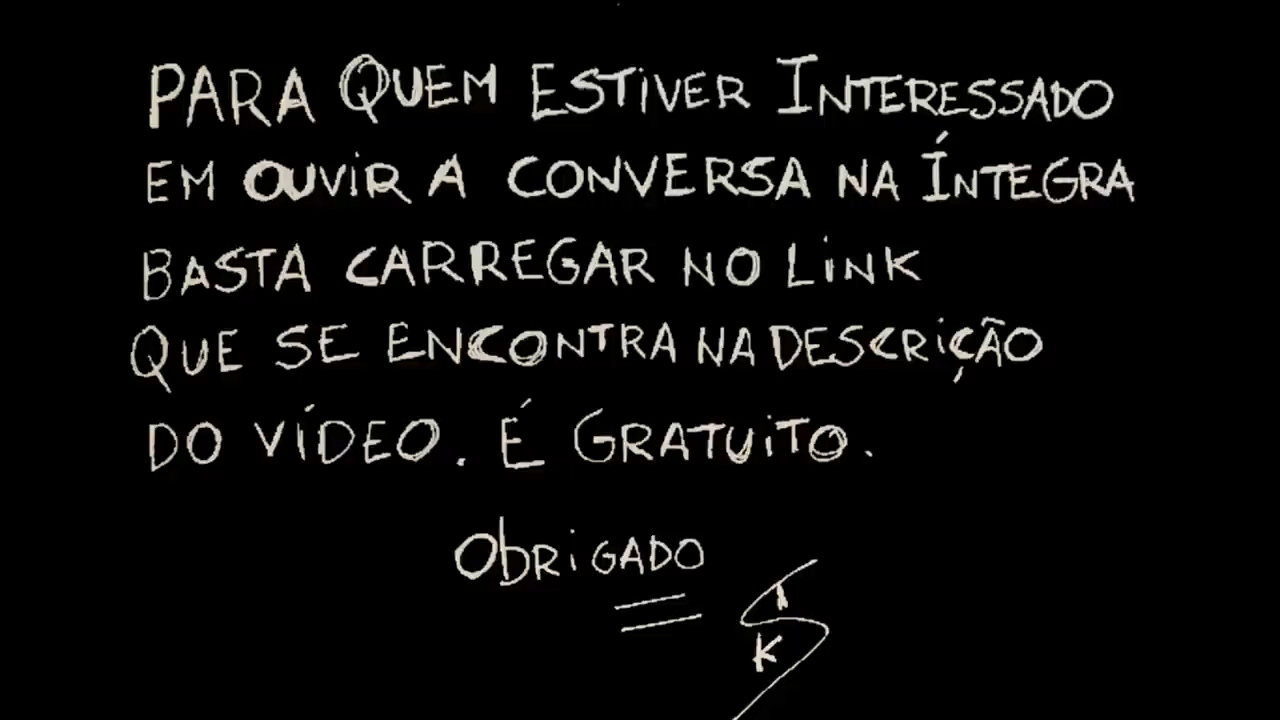 PARA QUEM ESTIVER INTERESSADO
EM OUVIR A CONVERSA NA ÍNTEGRA
BASTA CARREGAR NO LINK
QUE SE ENCONTRA NA DESCRIÇÃO
DO VÍDEO. É GRATUITO.
OBRIGADO
K